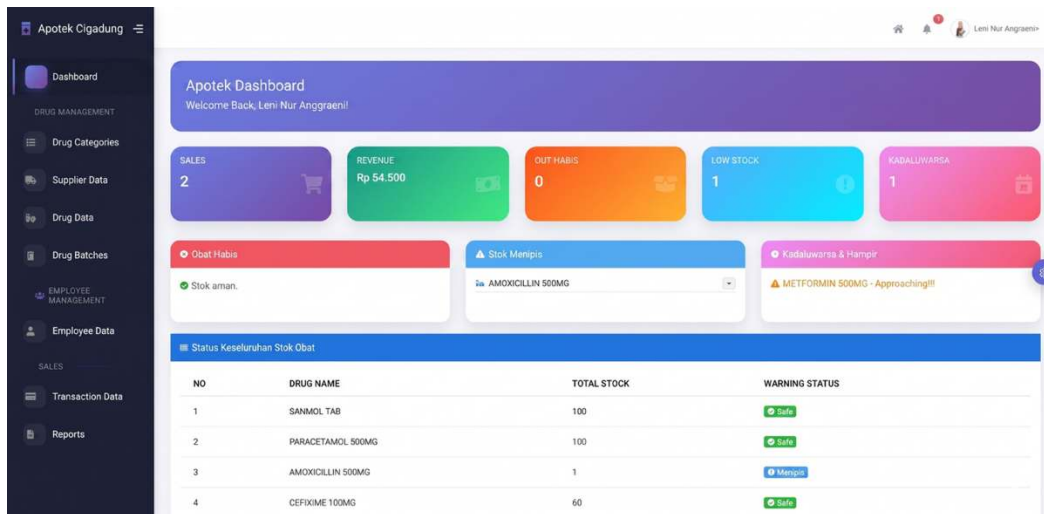 Apotek Cigadung
7
Leni Nur Angraeni
Dashboard
DRUG MANAGEMENT
Drug Categories
Supplier Data
Drug Data
Drug Batches
EMPLOYEE
MANAGEMENT
Employee Data
SALES
Transaction Data
Reports
Apotek Dashboard
Welcome Back, Leni Nur Anggraeni!
SALES
2
REVENUE
Rp 54.500
OUT HABIS
0
LOW STOCK
1
KADALUWARSA
1
Obat Habis
Stok aman.
Stok Menipis
AMOXICILLIN 500MG
Kadaluwarsa & Hampir
METFORMIN 500MG - Approaching!!!
Status Keseluruhan Stok Obat
NO DRUG NAME TOTAL STOCK WARNING STATUS
1 SANMOL TAB 100 Safe
2 PARACETAMOL 500MG 100 Safe
3 AMOXICILLIN 500MG 1 Menipis
4 CEFIXIME 100MG 60 Safe